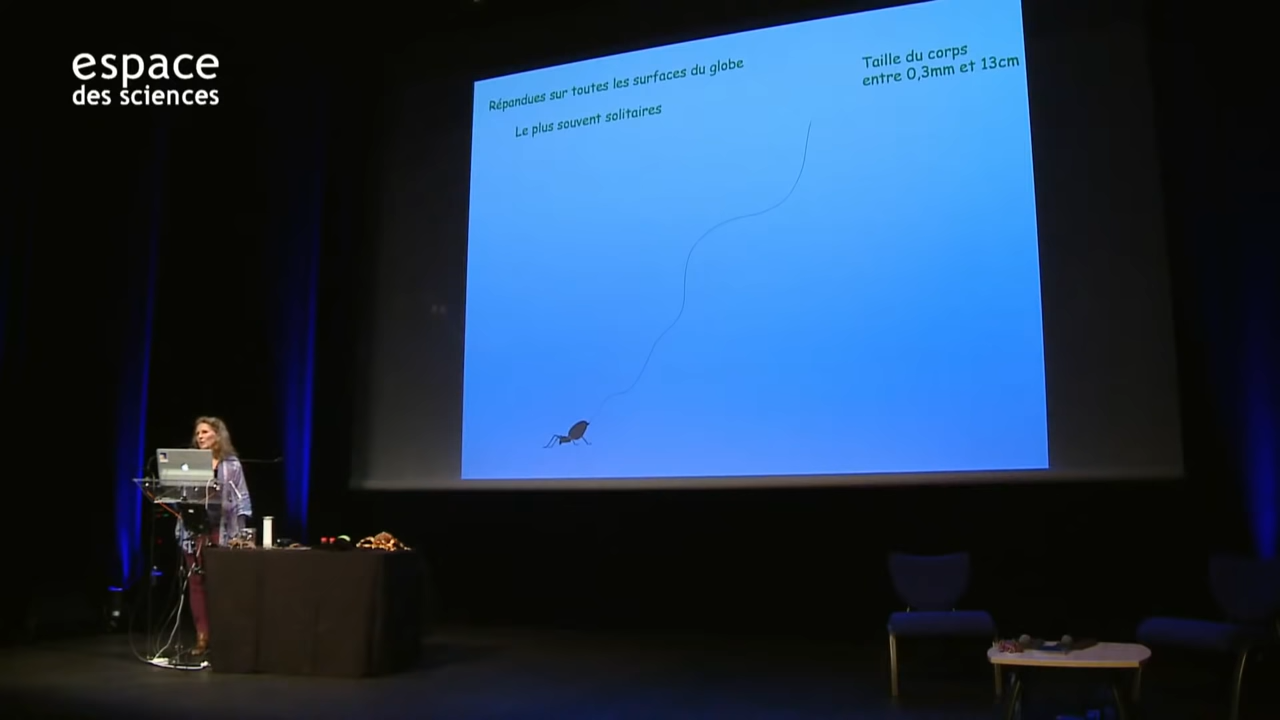 espace
des sciences
Répandues sur toutes les surfaces du globe
Le plus souvent solitaires
Taille du corps
entre 0,3mm et 13cm